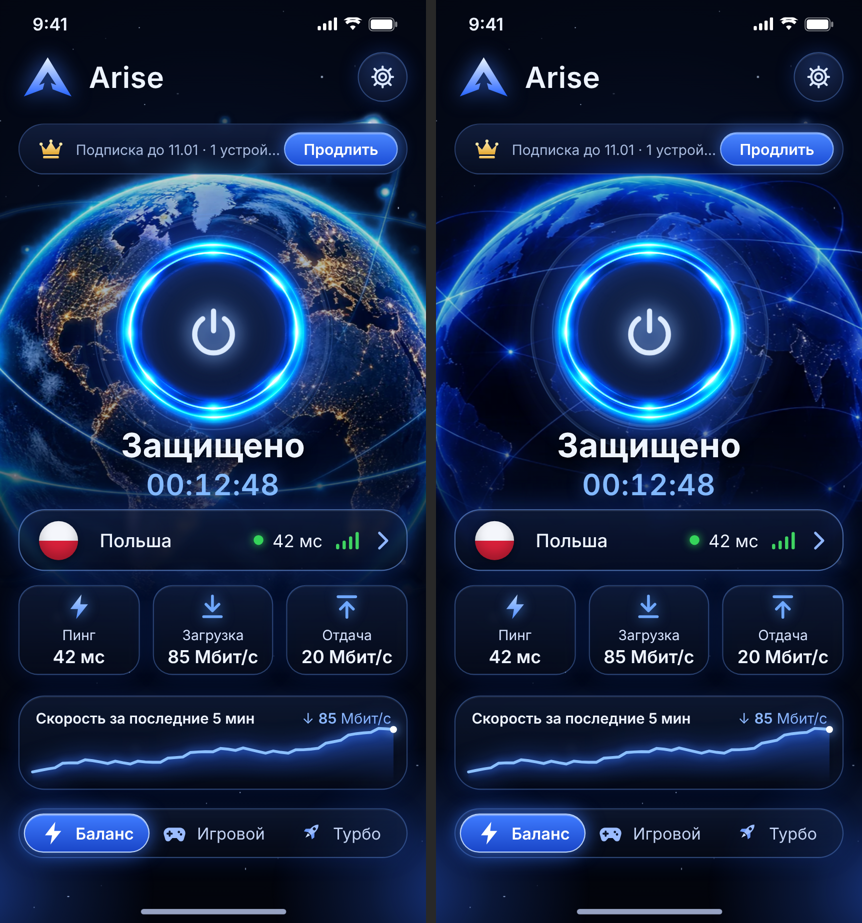 9:41
Arise
Подписка до 11.01 · 1 устрой...
Продлить
Защищено
00:12:48
Польша
42 мс
Пинг
42 мс
Загрузка
85 Мбит/с
Отдача
20 Мбит/с
Скорость за последние 5 мин
↓ 85 Мбит/с
Баланс
Игровой
Турбо
9:41
Arise
Подписка до 11.01 · 1 устрой...
Продлить
Защищено
00:12:48
Польша
42 мс
Пинг
42 мс
Загрузка
85 Мбит/с
Отдача
20 Мбит/с
Скорость за последние 5 мин
↓ 85 Мбит/с
Баланс
Игровой
Турбо